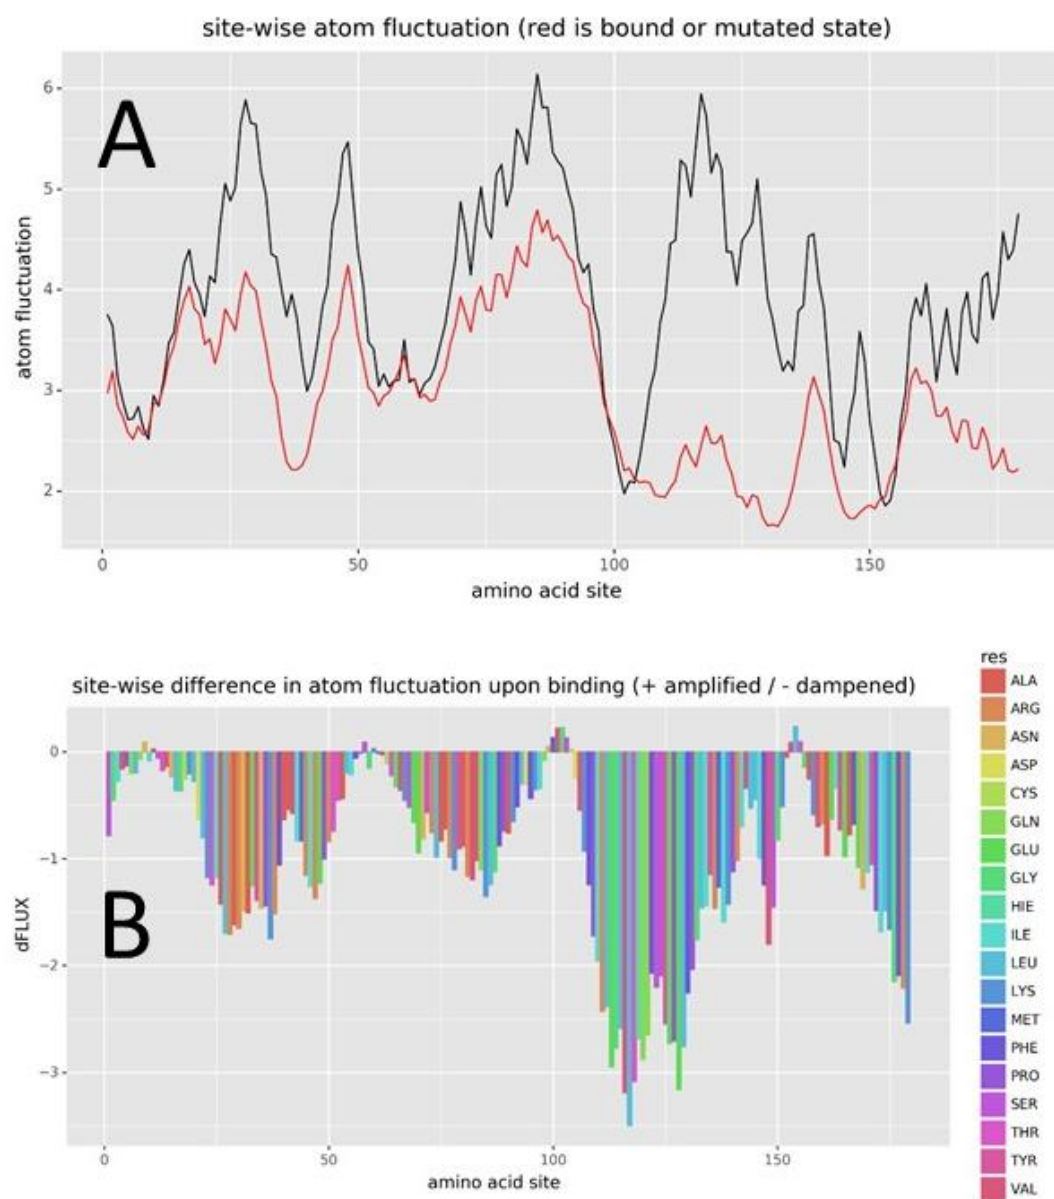 site-wise atom fluctuation (red is bound or mutated state)
A
6
5
4
3
2
atom fluctuation
0 50 100 150
amino acid site
site-wise difference in atom fluctuation upon binding (+ amplified / - dampened)
B
0
−1
−2
−3
dFLUX
0 50 100 150
amino acid site
res
ALA
ARG
ASN
ASP
CYS
GLN
GLU
GLY
HIE
ILE
LEU
LYS
MET
PHE
PRO
SER
THR
TYR
VAL